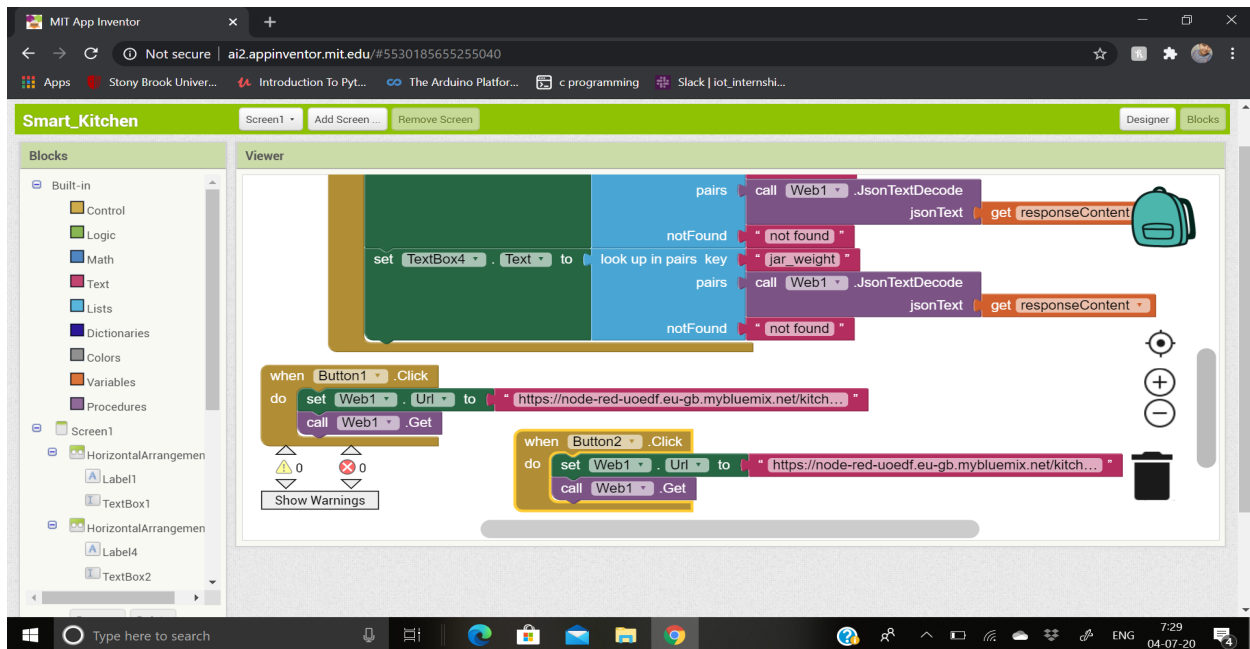 MIT App Inventor
Not secure | ai2.appinventor.mit.edu/#5530185655255040
Apps Stony Brook Univer... Introduction To Pyt... The Arduino Platfor... c programming Slack | iot_internshi...
Smart_Kitchen Screen1 Add Screen ... Remove Screen Designer Blocks
Blocks Viewer
Built-in
Control
Logic
Math
Text
Lists
Dictionaries
Colors
Variables
Procedures
Screen1
HorizontalArrangemen
Label1
TextBox1
HorizontalArrangemen
Label4
TextBox2
pairs call Web1 .JsonTextDecode
jsonText get responseContent
notFound " not found "
set TextBox4 . Text to look up in pairs key " jar_weight "
pairs call Web1 .JsonTextDecode
jsonText get responseContent
notFound " not found "
when Button1 .Click
do set Web1 . Url to " https://node-red-uoedf.eu-gb.mybluemix.net/kitch... "
call Web1 .Get
when Button2 .Click
do set Web1 . Url to " https://node-red-uoedf.eu-gb.mybluemix.net/kitch... "
call Web1 .Get
0 0
Show Warnings
Type here to search
ENG 7:29
04-07-20 4